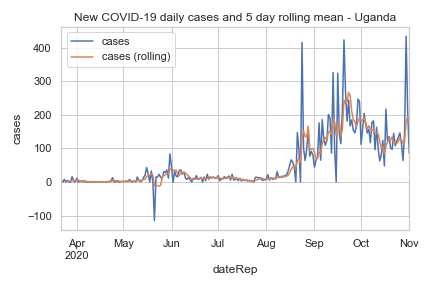 New COVID-19 daily cases and 5 day rolling mean - Uganda
cases
cases (rolling)
400
300
200
100
0
−100
cases
Apr
2020
May
Jun
Jul
Aug
Sep
Oct
Nov
dateRep